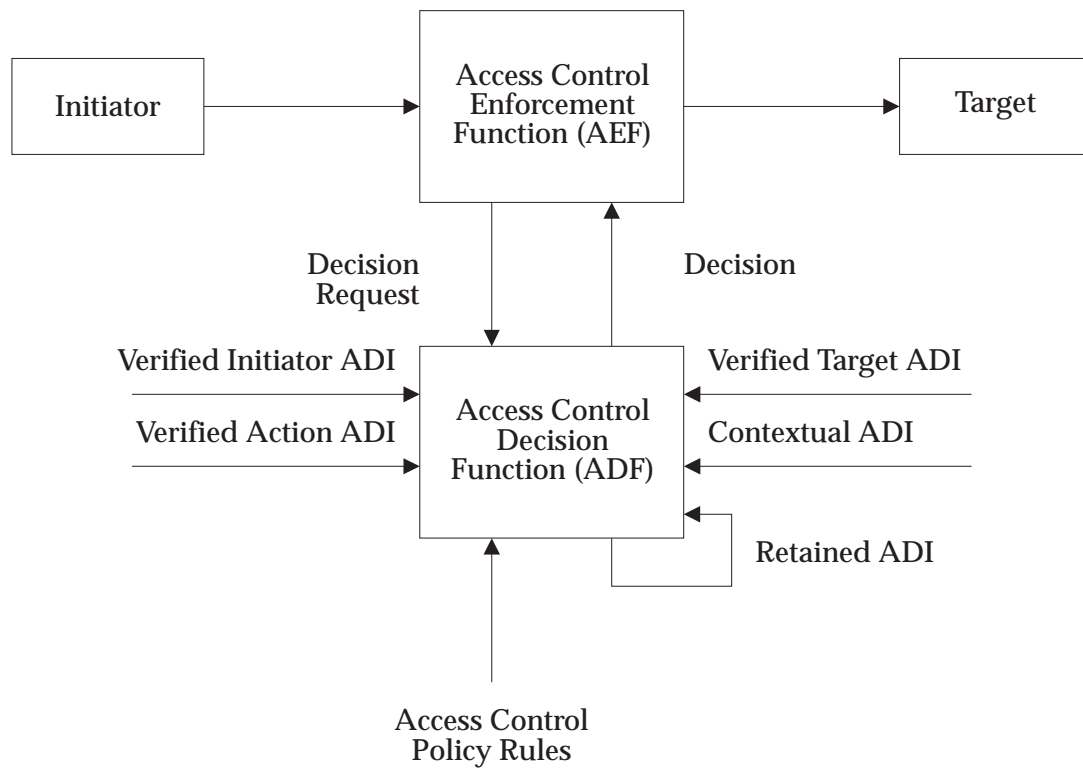 Initiator
Access Control
Enforcement
Function (AEF)
Target
Decision
Request
Decision
Verified Initiator ADI
Verified Target ADI
Verified Action ADI
Contextual ADI
Access Control
Decision
Function (ADF)
Retained ADI
Access Control
Policy Rules